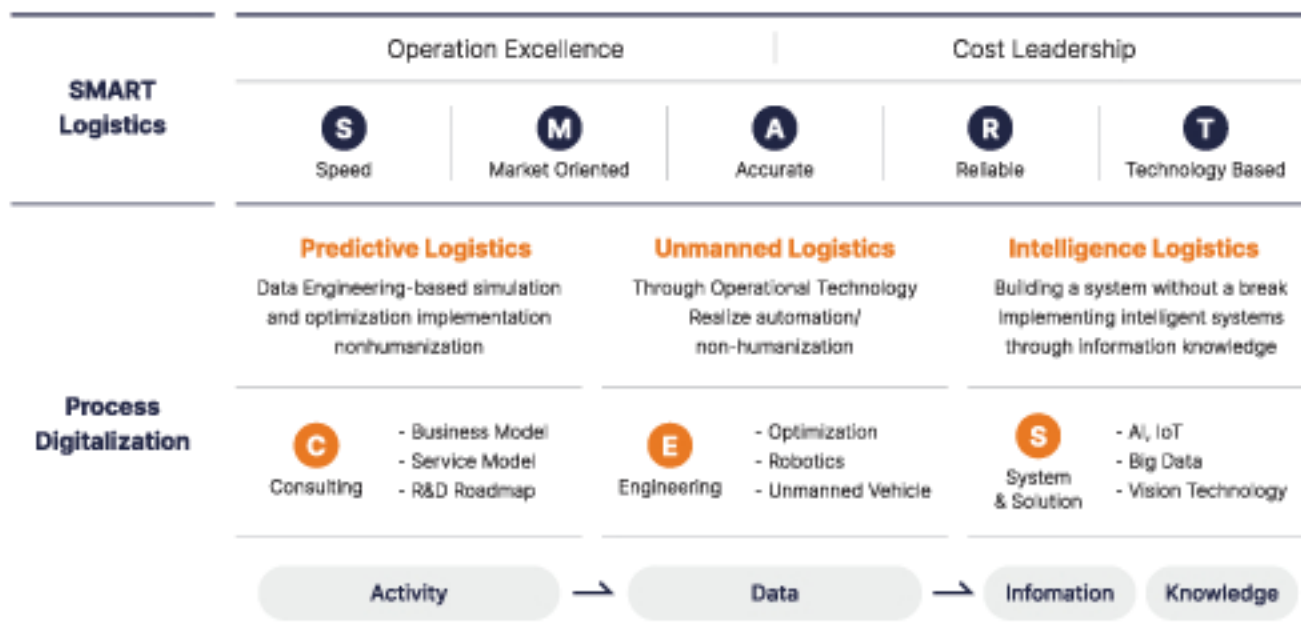 Operation Excellence
Cost Leadership
SMART
Logistics
S
Speed
M
Market Oriented
A
Accurate
R
Reliable
T
Technology Based
Process
Digitalization
Predictive Logistics
Data Engineering-based simulation
and optimization implementation
nonhumanization
Unmanned Logistics
Through Operational Technology
Realize automation/
non-humanization
Intelligence Logistics
Building a system without a break
Implementing intelligent systems
through information knowledge
C
Consulting
- Business Model
- Service Model
- R&D Roadmap
E
Engineering
- Optimization
- Robotics
- Unmanned Vehicle
S
System
& Solution
- AI, IoT
- Big Data
- Vision Technology
Activity
Data
Infomation
Knowledge